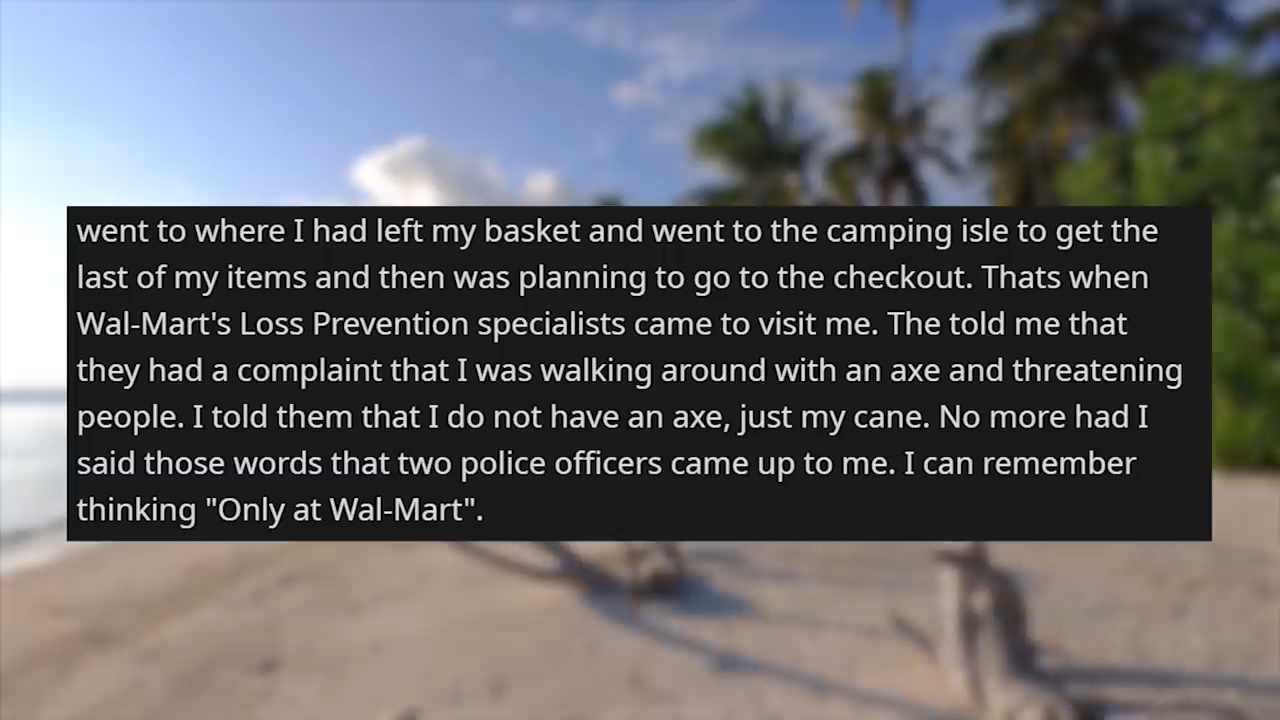 went to where I had left my basket and went to the camping isle to get the
last of my items and then was planning to go to the checkout. Thats when
Wal-Mart's Loss Prevention specialists came to visit me. The told me that
they had a complaint that I was walking around with an axe and threatening
people. I told them that I do not have an axe, just my cane. No more had I
said those words that two police officers came up to me. I can remember
thinking "Only at Wal-Mart".